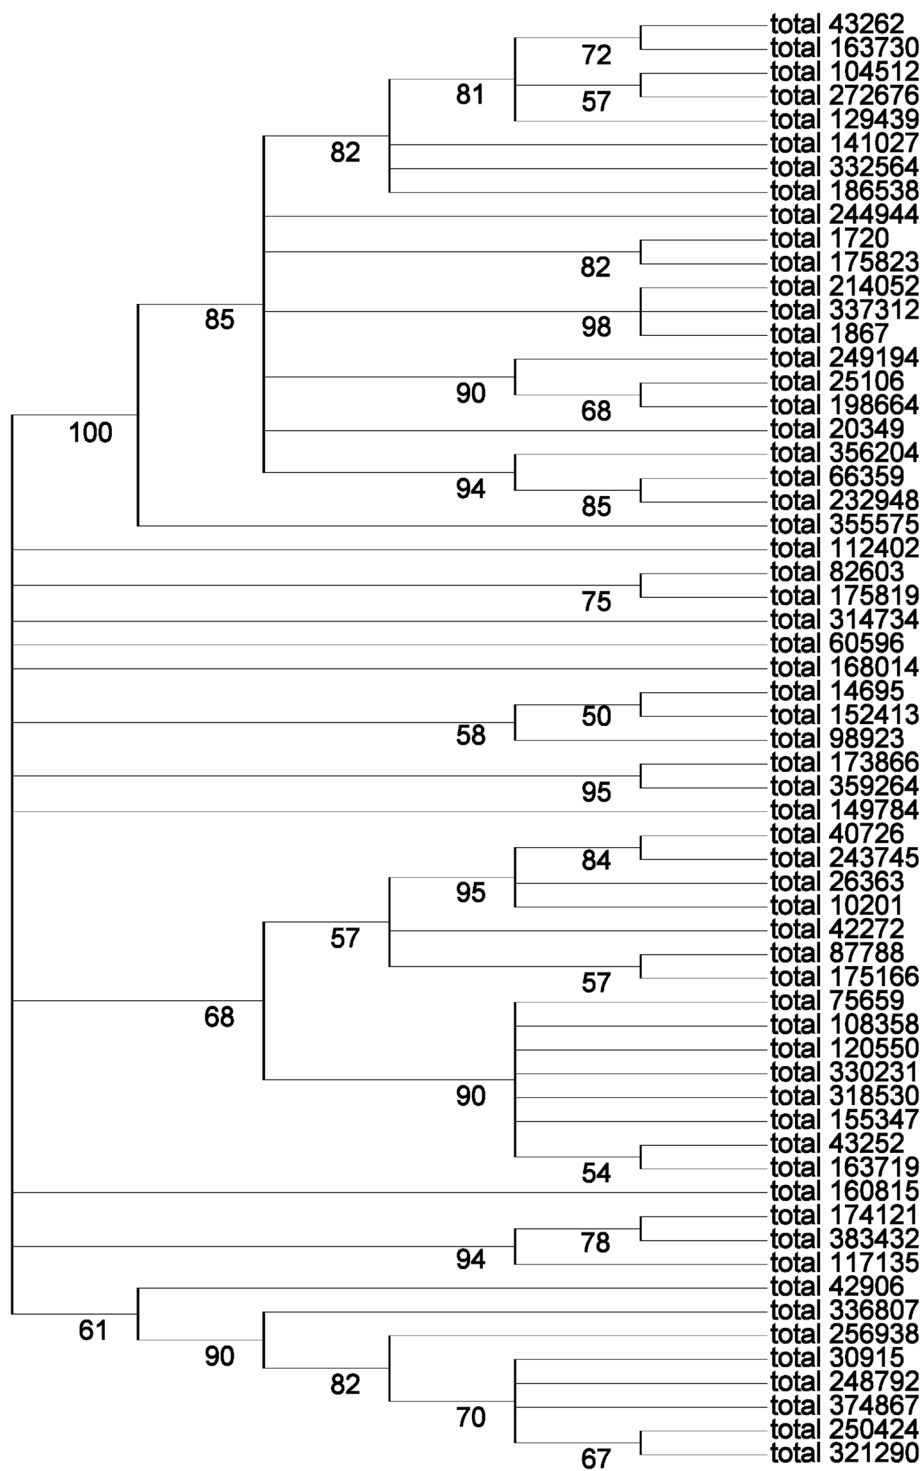 total 43262
72
total 163730
total 104512
81
57
total 272676
total 129439
total 141027
82
total 332564
total 186538
total 244944
total 1720
82
total 175823
total 214052
85
total 337312
98
total 1867
total 249194
total 25106
90
68
total 198664
100
total 20349
total 356204
total 66359
94
85
total 232948
total 355575
total 112402
total 82603
75
total 175819
total 314734
total 60596
total 168014
total 14695
50
total 152413
58
total 98923
total 173866
95
total 359264
total 149784
total 40726
84
total 243745
95
total 26363
total 10201
57
total 42272
total 87788
57
total 175166
total 75659
68
total 108358
total 120550
total 330231
90
total 318530
total 155347
total 43252
54
total 163719
total 160815
total 174121
78
total 383432
94
total 117135
total 42906
total 336807
61
total 256938
90
total 30915
82
total 248792
total 374867
70
total 250424
67
total 321290